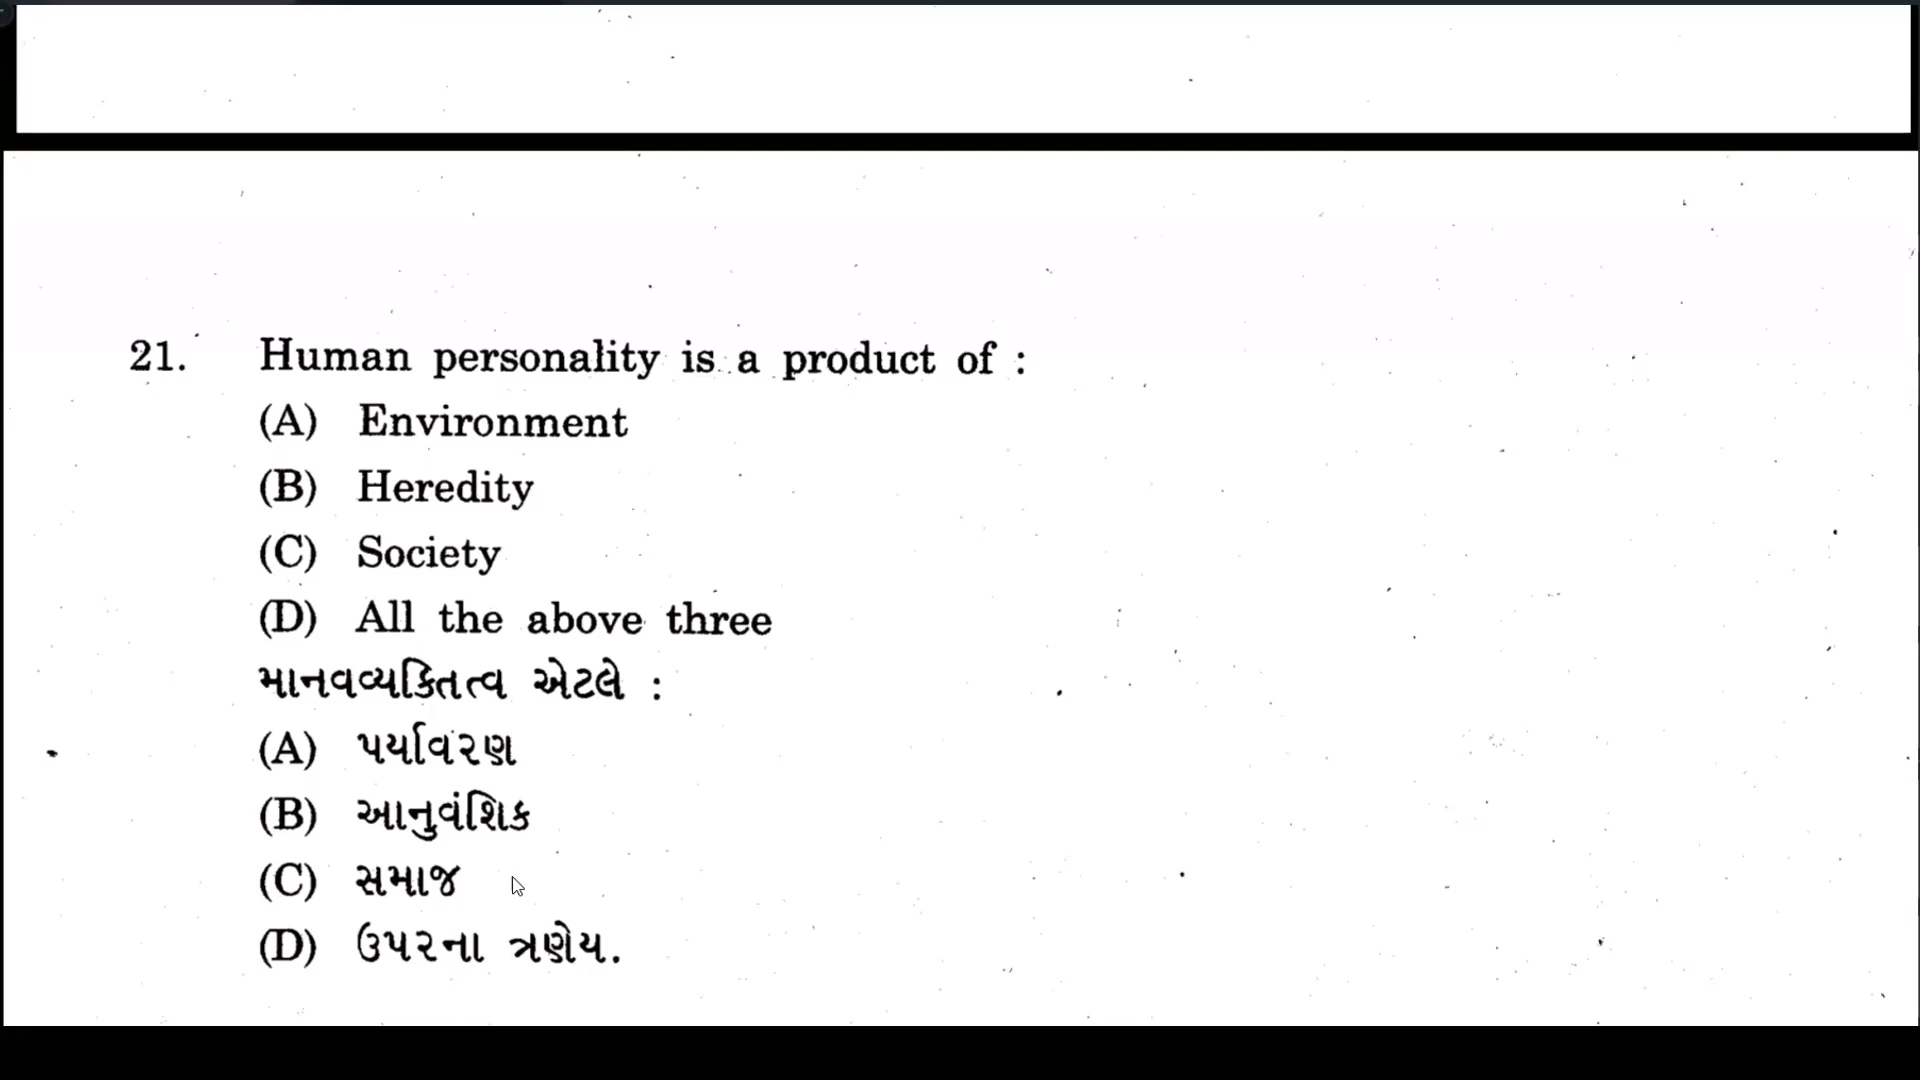 21. Human personality is a product of :
(A) Environment
(B) Heredity
(C) Society
(D) All the above three
માનવવ્યક્તિત્વ એટલે :
(A) પર્યાવરણ
(B) આનુવંશિક
(C) સમાજ
(D) ઉપરના ત્રણેય.